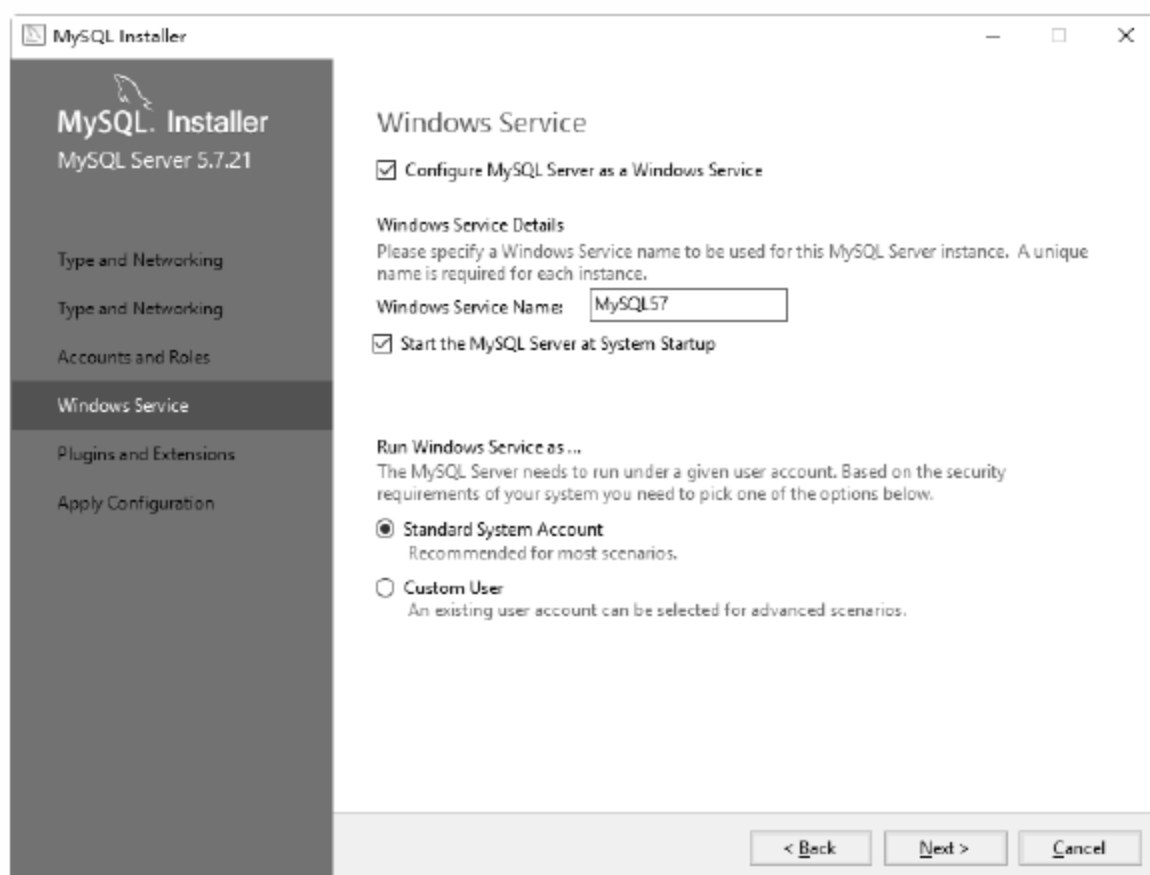 MySQL Installer
MySQL. Installer
MySQL Server 5.7.21
Type and Networking
Type and Networking
Accounts and Roles
Windows Service
Plugins and Extensions
Apply Configuration
Windows Service
Configure MySQL Server as a Windows Service
Windows Service Details
Please specify a Windows Service name to be used for this MySQL Server instance. A unique
name is required for each instance.
Windows Service Name: MySQL57
Start the MySQL Server at System Startup
Run Windows Service as ...
The MySQL Server needs to run under a given user account. Based on the security
requirements of your system you need to pick one of the options below.
Standard System Account
Recommended for most scenarios.
Custom User
An existing user account can be selected for advanced scenarios.
< Back Next > Cancel